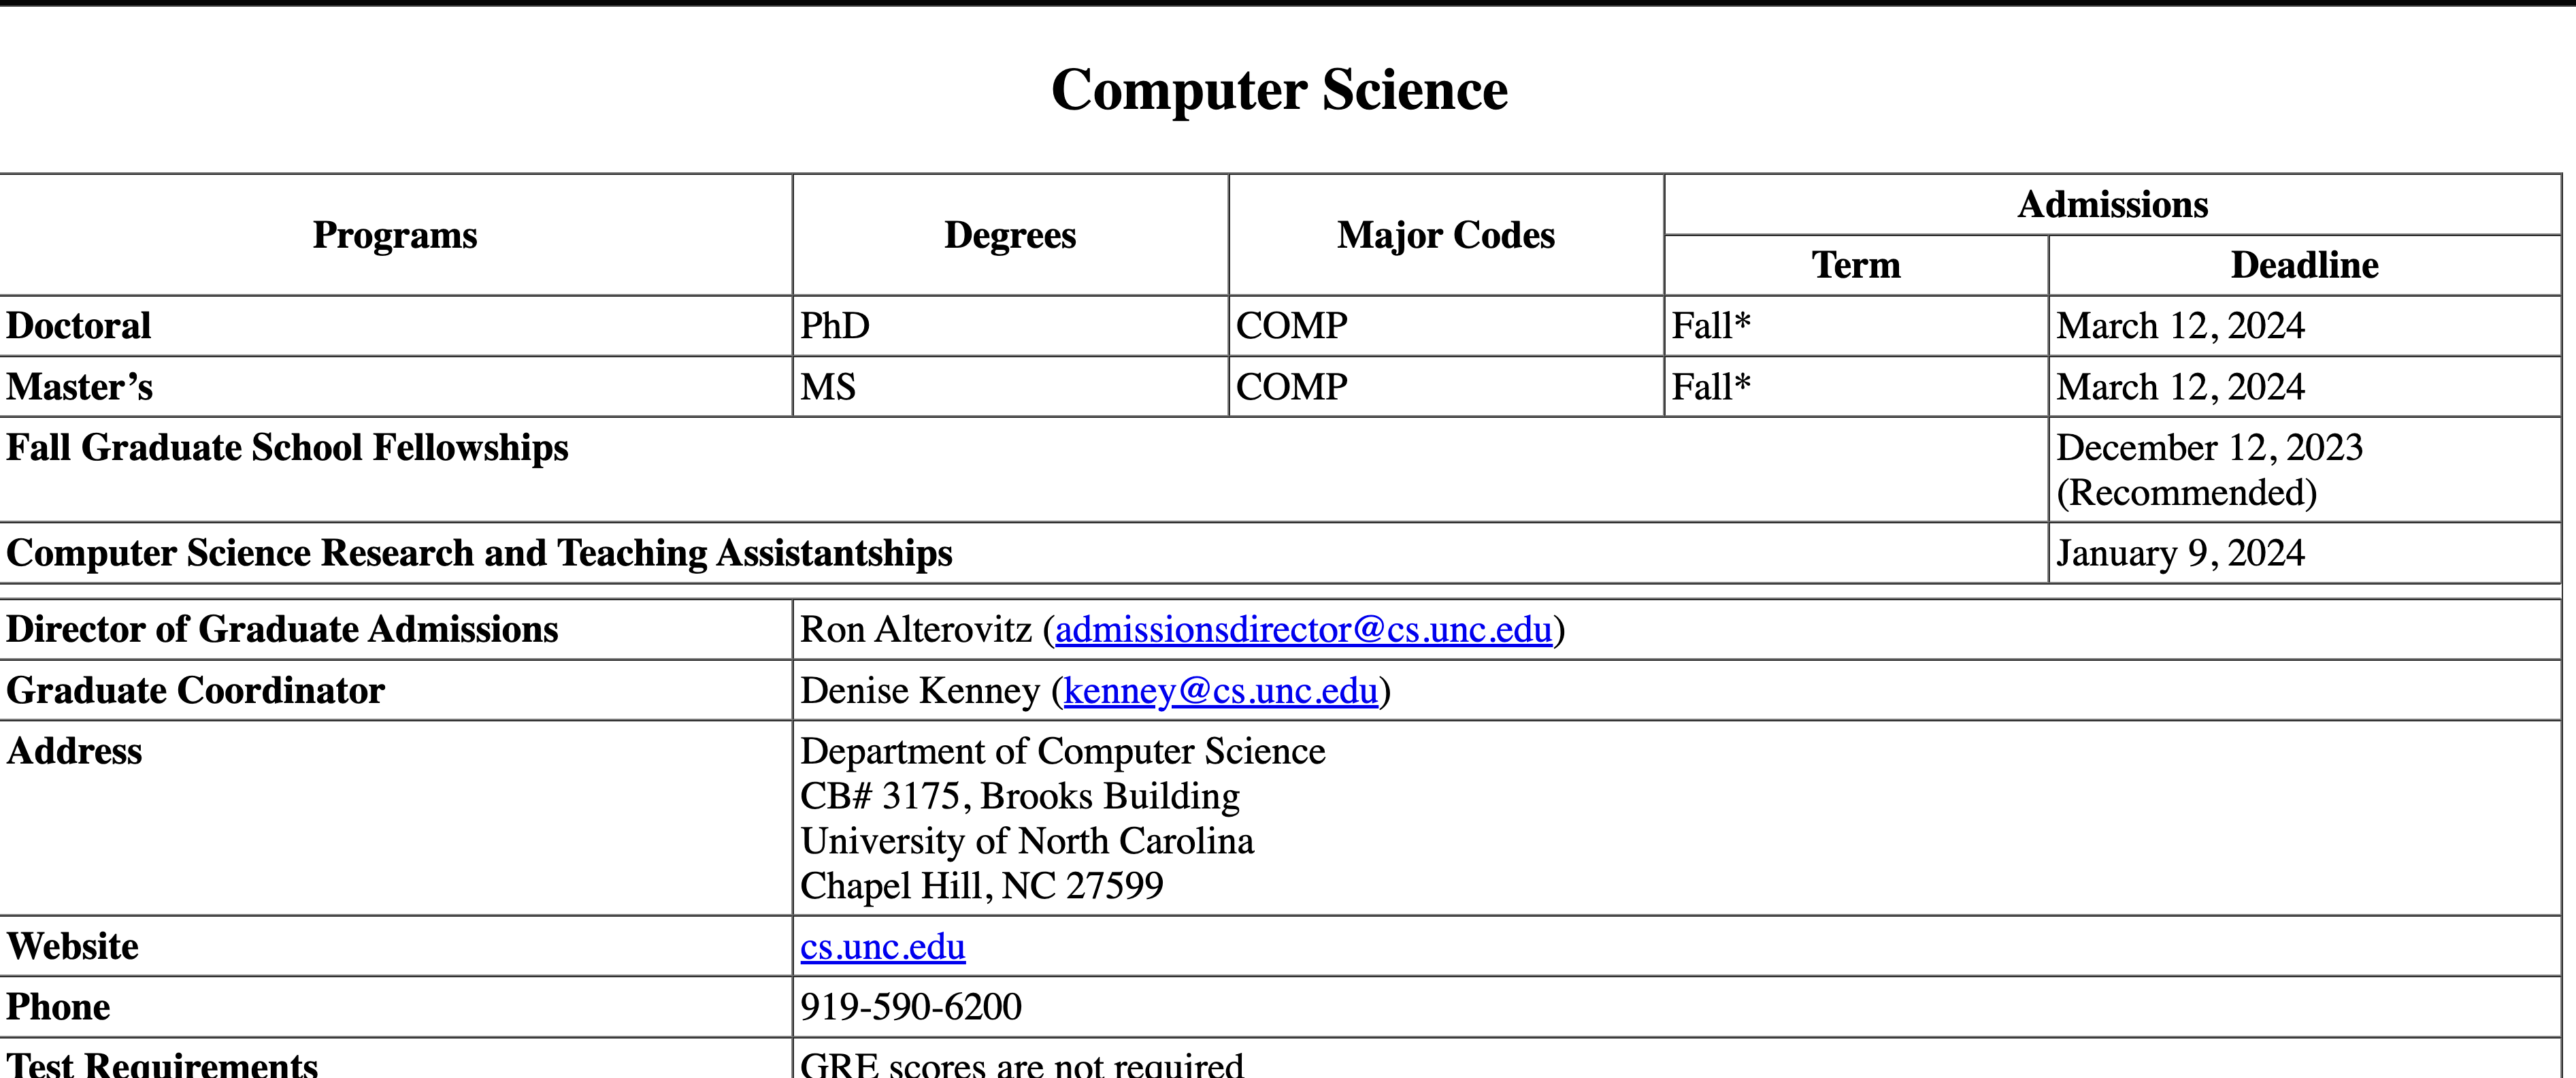 Computer Science
Programs Degrees Major Codes Admissions
Term Deadline
Doctoral PhD COMP Fall* March 12, 2024
Master’s MS COMP Fall* March 12, 2024
Fall Graduate School Fellowships December 12, 2023
(Recommended)
Computer Science Research and Teaching Assistantships January 9, 2024
Director of Graduate Admissions Ron Alterovitz (admissionsdirector@cs.unc.edu)
Graduate Coordinator Denise Kenney (kenney@cs.unc.edu)
Address Department of Computer Science
CB# 3175, Brooks Building
University of North Carolina
Chapel Hill, NC 27599
Website cs.unc.edu
Phone 919-590-6200
Test Requirements GRE scores are not required